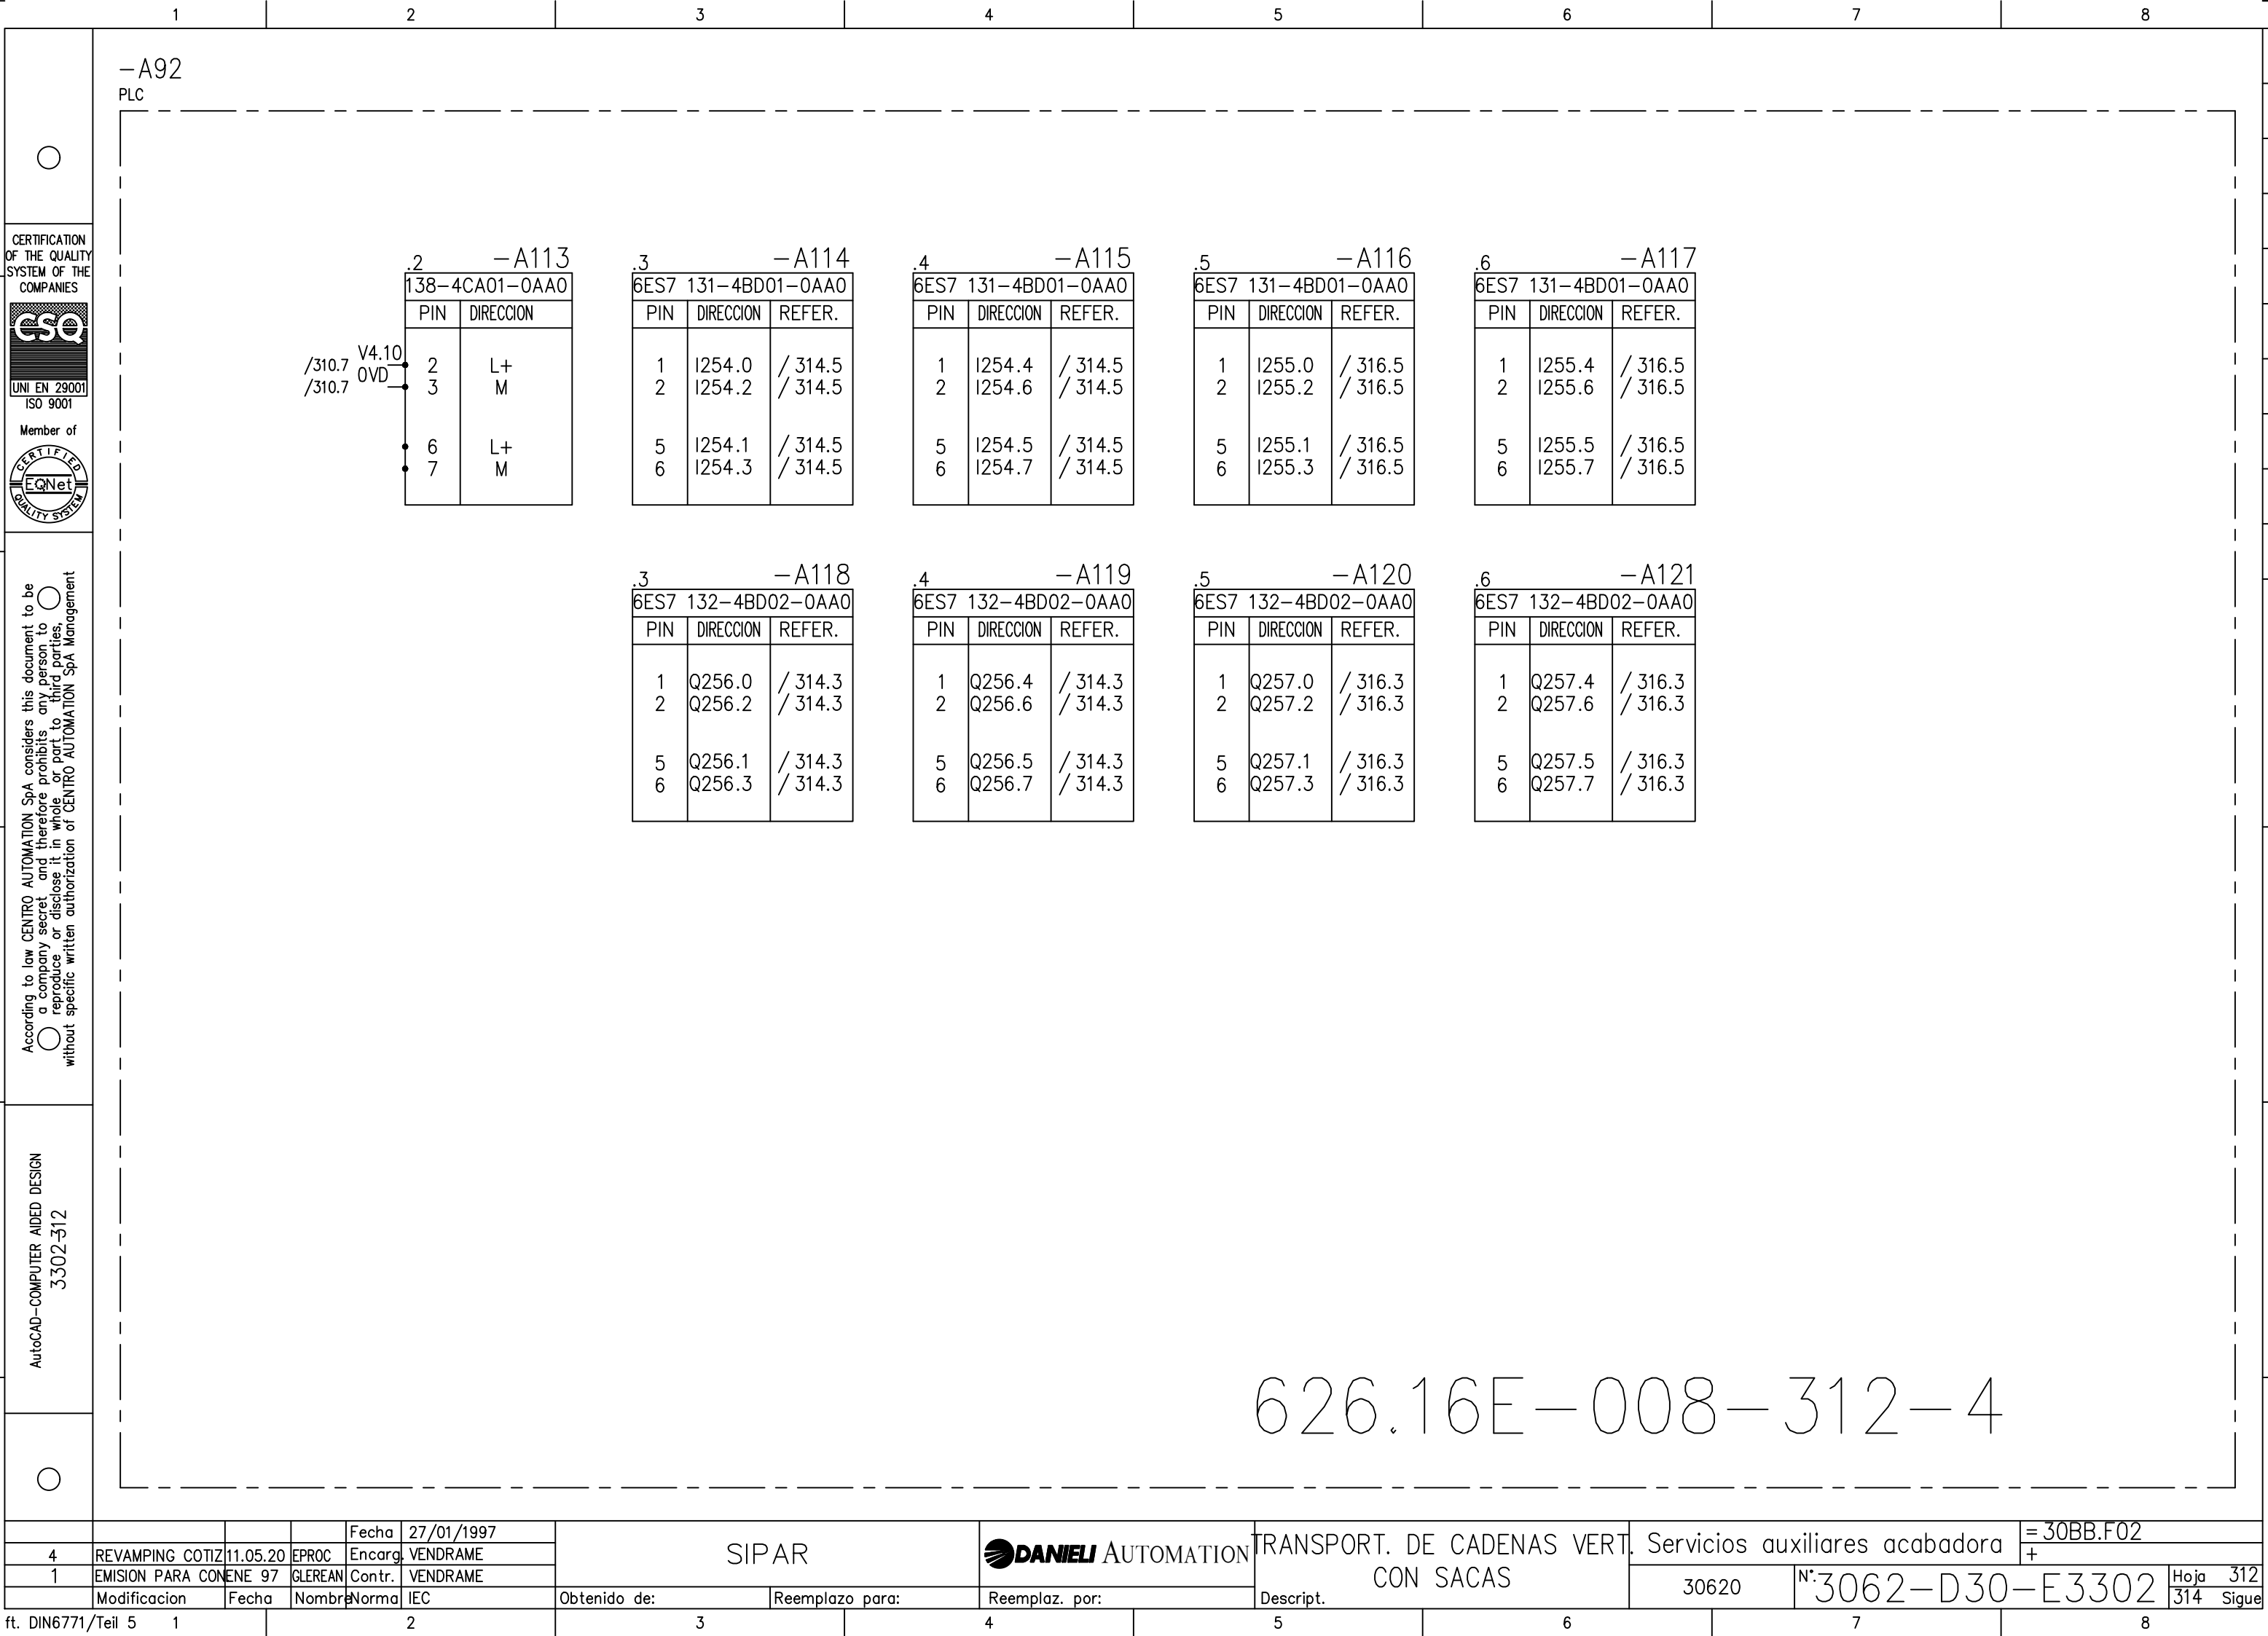 1 2 3 4 5 6 7 8
-A92
PLC
CERTIFICATION
OF THE QUALITY
SYSTEM OF THE
COMPANIES
CSQ
UNI EN 29001
ISO 9001
Member of
CERTIFIED
EQNet
QUALITY SYSTEM
According to law CENTRO AUTOMATION SpA considers this document to be
a company secret and therefore prohibits any person to
reproduce or disclose it in whole or part to third parties,
without specific written authorization of CENTRO AUTOMATION SpA Management
AutoCAD-COMPUTER AIDED DESIGN
3302-312
.2 -A113
138-4CA01-0AA0
PIN DIRECCION
/310.7 V4.10 2 L+
/310.7 0VD 3 M
6 L+
7 M
.3 -A114
6ES7 131-4BD01-0AA0
PIN DIRECCION REFER.
1 I254.0 / 314.5
2 I254.2 / 314.5
5 I254.1 / 314.5
6 I254.3 / 314.5
.4 -A115
6ES7 131-4BD01-0AA0
PIN DIRECCION REFER.
1 I254.4 / 314.5
2 I254.6 / 314.5
5 I254.5 / 314.5
6 I254.7 / 314.5
.5 -A116
6ES7 131-4BD01-0AA0
PIN DIRECCION REFER.
1 I255.0 / 316.5
2 I255.2 / 316.5
5 I255.1 / 316.5
6 I255.3 / 316.5
.6 -A117
6ES7 131-4BD01-0AA0
PIN DIRECCION REFER.
1 I255.4 / 316.5
2 I255.6 / 316.5
5 I255.5 / 316.5
6 I255.7 / 316.5
.3 -A118
6ES7 132-4BD02-0AA0
PIN DIRECCION REFER.
1 Q256.0 / 314.3
2 Q256.2 / 314.3
5 Q256.1 / 314.3
6 Q256.3 / 314.3
.4 -A119
6ES7 132-4BD02-0AA0
PIN DIRECCION REFER.
1 Q256.4 / 314.3
2 Q256.6 / 314.3
5 Q256.5 / 314.3
6 Q256.7 / 314.3
.5 -A120
6ES7 132-4BD02-0AA0
PIN DIRECCION REFER.
1 Q257.0 / 316.3
2 Q257.2 / 316.3
5 Q257.1 / 316.3
6 Q257.3 / 316.3
.6 -A121
6ES7 132-4BD02-0AA0
PIN DIRECCION REFER.
1 Q257.4 / 316.3
2 Q257.6 / 316.3
5 Q257.5 / 316.3
6 Q257.7 / 316.3
626.16E-008-312-4
Fecha 27/01/1997
4 REVAMPING COTIZ 11.05.20 EPROC Encarg. VENDRAME
1 EMISION PARA CON ENE 97 GLEREAN Contr. VENDRAME
Modificacion Fecha Nombre Norma IEC
SIPAR
Obtenido de: Reemplazo para:
DANIELI AUTOMATION
Reemplaz. por:
TRANSPORT. DE CADENAS VERT.
CON SACAS
Descript.
Servicios auxiliares acabadora
= 30BB.F02
+
30620
N°. 3062-D30-E3302
Hoja 312
314 Sigue
ft. DIN6771/Teil 5 1 2 3 4 5 6 7 8